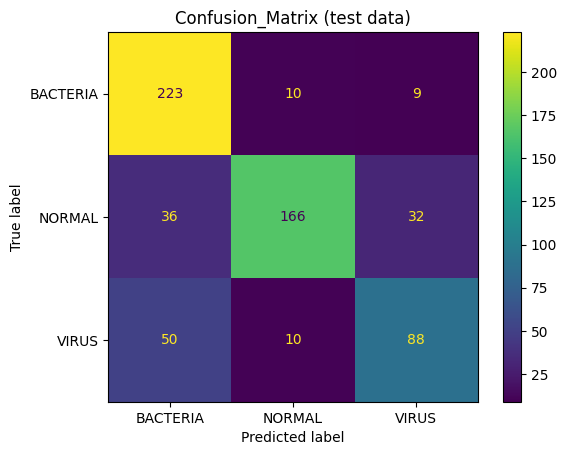 Confusion_Matrix (test data)
BACTERIA 223 10 9
NORMAL 36 166 32
VIRUS 50 10 88
BACTERIA NORMAL VIRUS
Predicted label
True label
200
175
150
125
100
75
50
25